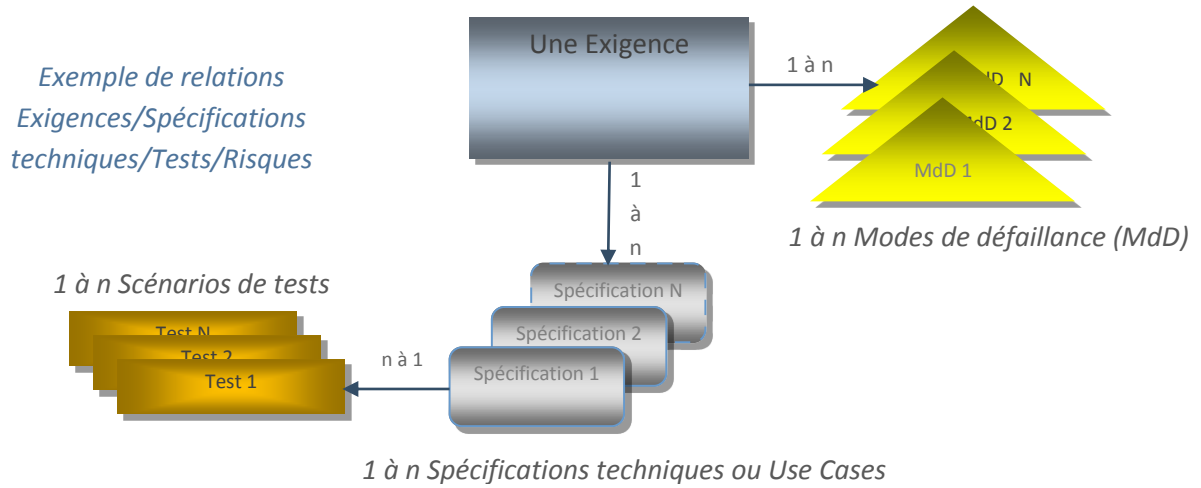 Une Exigence
Exemple de relations
Exigences/Spécifications
techniques/Tests/Risques
1 à n
N
MdD 2
MdD 1
1
à
n
1 à n Modes de défaillance (MdD)
1 à n Scénarios de tests
Spécification N
Test N
Spécification 2
Test 2
n à 1
Spécification 1
Test 1
1 à n Spécifications techniques ou Use Cases